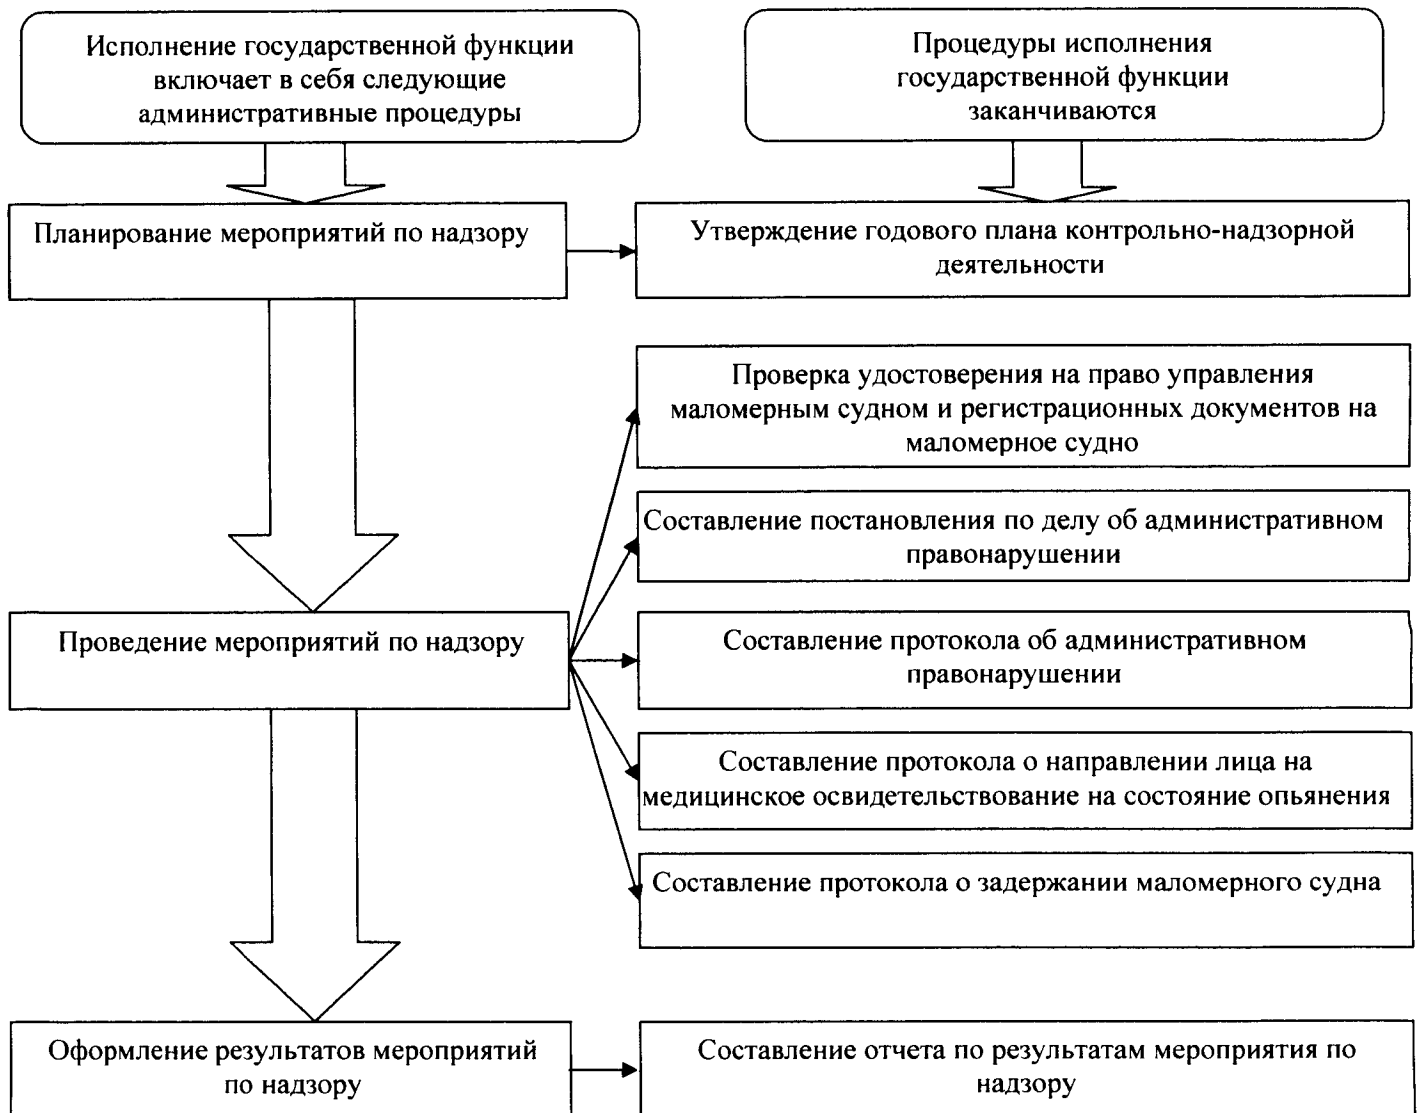 Исполнение государственной функции
включает в себя следующие
административные процедуры
Процедуры исполнения
государственной функции
заканчиваются
Планирование мероприятий по надзору
Утверждение годового плана контрольно-надзорной
деятельности
Проверка удостоверения на право управления
маломерным судном и регистрационных документов на
маломерное судно
Составление постановления по делу об административном
правонарушении
Проведение мероприятий по надзору
Составление протокола об административном
правонарушении
Составление протокола о направлении лица на
медицинское освидетельствование на состояние опьянения
Составление протокола о задержании маломерного судна
Оформление результатов мероприятий
по надзору
Составление отчета по результатам мероприятия по
надзору